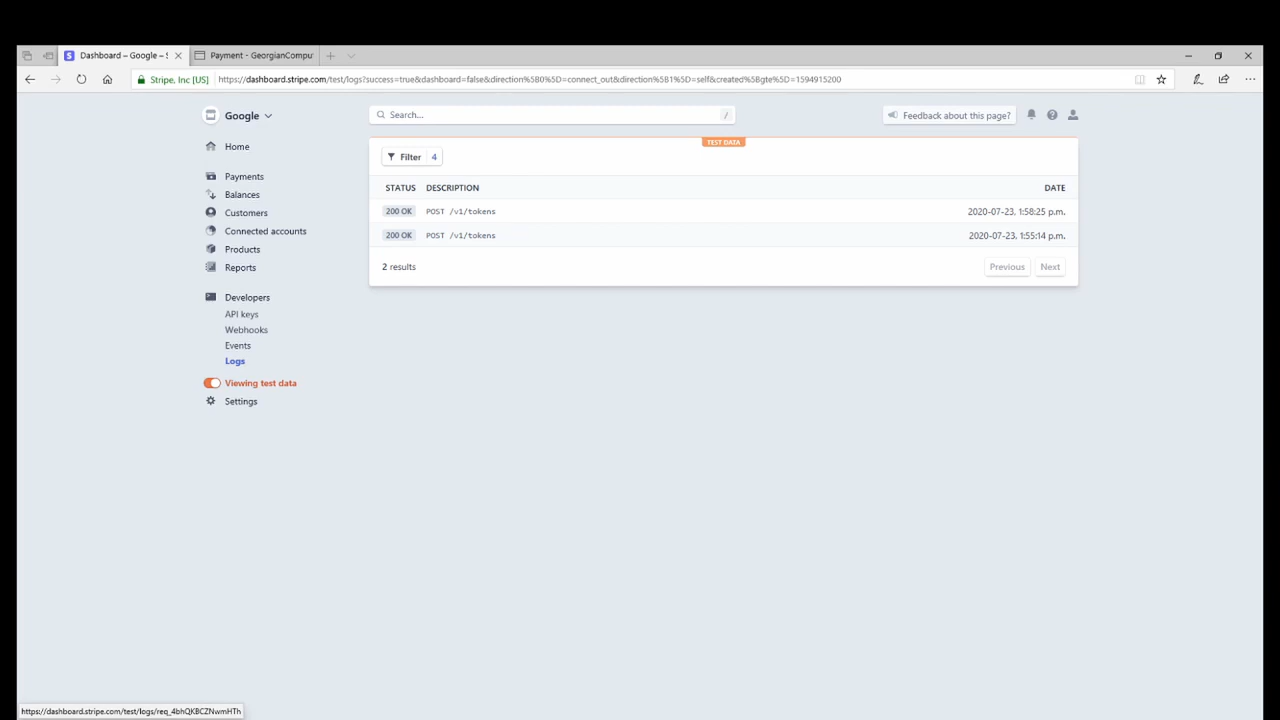 Dashboard – Google – S
Payment - GeorgianComput
Stripe, Inc [US]
https://dashboard.stripe.com/test/logs?success=true&dashboard=false&direction%5B0%5D=connect_out&direction%5B1%5D=self&created%5Bgte%5D=1594915200
Google
Search...
/
Feedback about this page?
Home
TEST DATA
Filter 4
Payments
STATUS DESCRIPTION DATE
Balances
200 OK POST /v1/tokens 2020-07-23, 1:58:25 p.m.
Customers
Connected accounts
200 OK POST /v1/tokens 2020-07-23, 1:55:14 p.m.
Products
Reports
2 results
Previous
Next
Developers
API keys
Webhooks
Events
Logs
Viewing test data
Settings
https://dashboard.stripe.com/test/logs/req_4bhQKBCZNwmHTh